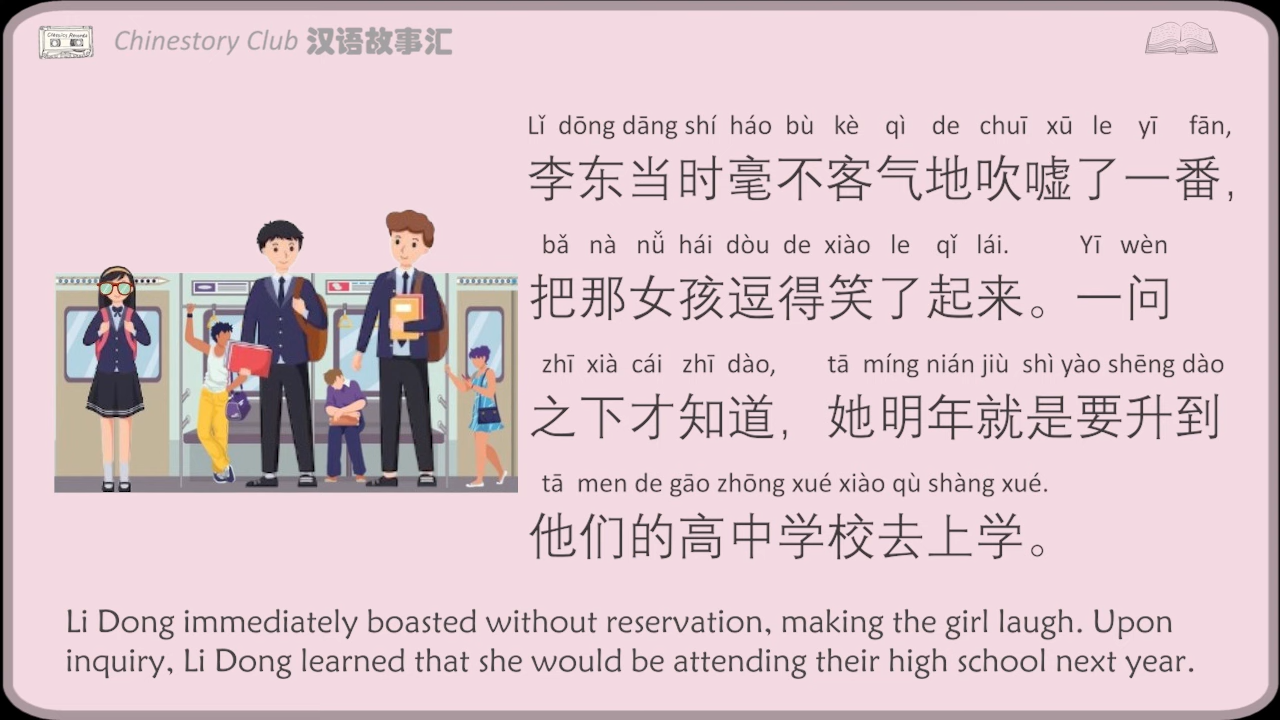 Chinestory Club 汉语故事汇
Lǐ dōng dāng shí háo bù kè qì de chuī xū le yī fān,
李东当时毫不客气地吹嘘了一番,
bǎ nà nǚ hái dòu de xiào le qǐ lái. Yī wèn
把那女孩逗得笑了起来。一问
zhī xià cái zhī dào, tā míng nián jiù shì yào shēng dào
之下才知道, 她明年就是要升到
tā men de gāo zhōng xué xiào qù shàng xué.
他们的高中学校去上学。
Li Dong immediately boasted without reservation, making the girl laugh. Upon
inquiry, Li Dong learned that she would be attending their high school next year.